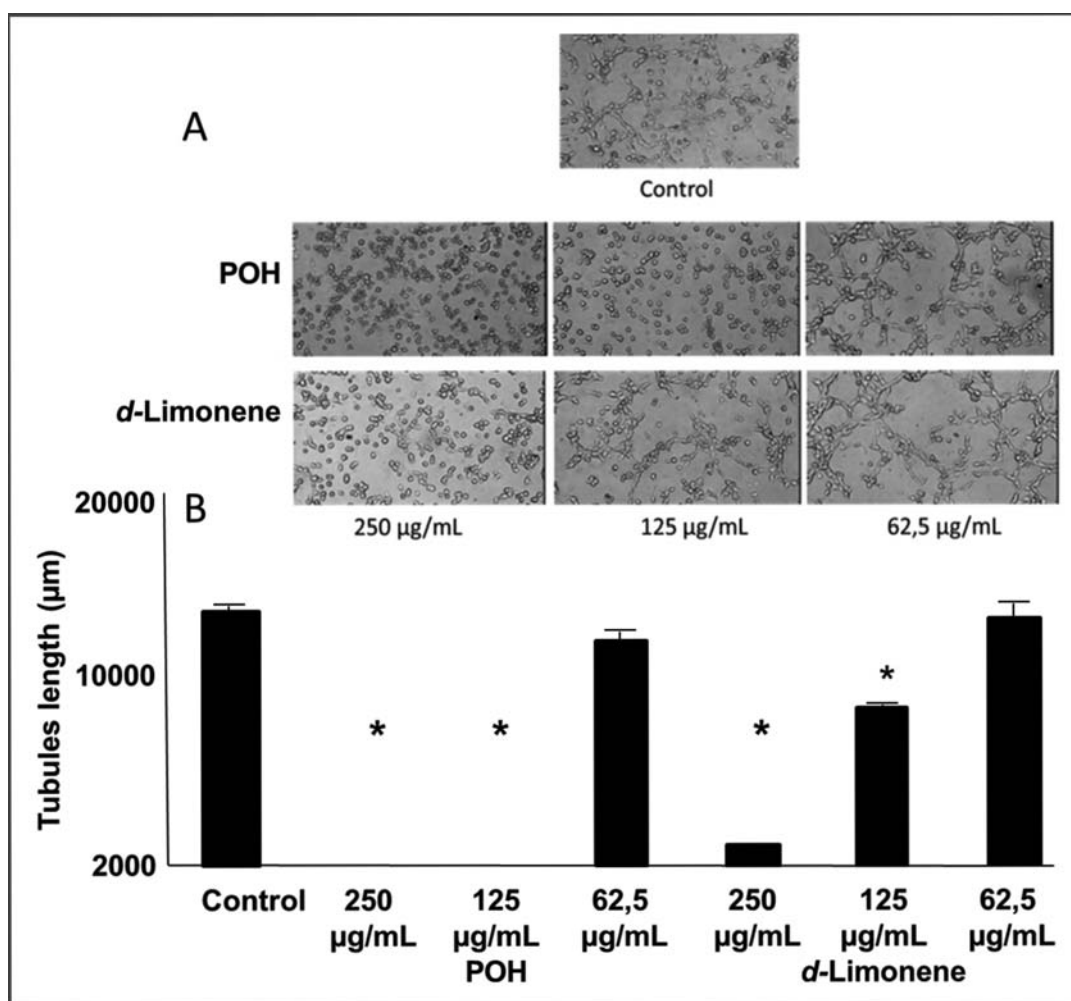 A
Control
POH
d-Limonene
250 µg/mL
125 µg/mL
62,5 µg/mL
B
Tubules length (µm)
20000
10000
2000
*
*
*
*
Control
250
125
62,5
250
125
62,5
µg/mL
µg/mL
µg/mL
µg/mL
µg/mL
µg/mL
POH
d-Limonene